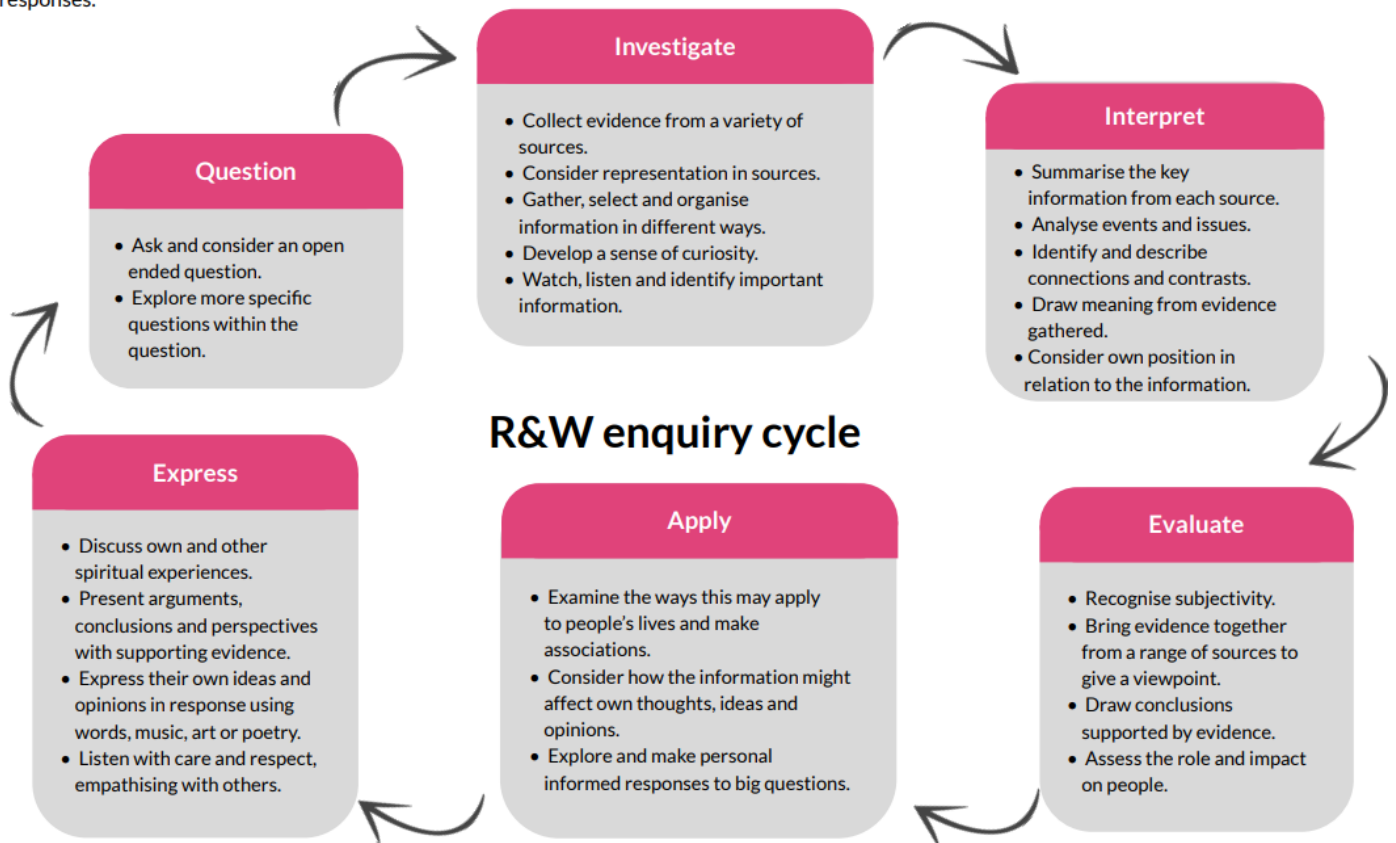 responses.
Question
• Ask and consider an open
ended question.
• Explore more specific
questions within the
question.
Investigate
• Collect evidence from a variety of
sources.
• Consider representation in sources.
• Gather, select and organise
information in different ways.
• Develop a sense of curiosity.
• Watch, listen and identify important
information.
Interpret
• Summarise the key
information from each source.
• Analyse events and issues.
• Identify and describe
connections and contrasts.
• Draw meaning from evidence
gathered.
• Consider own position in
relation to the information.
R&W enquiry cycle
Evaluate
• Recognise subjectivity.
• Bring evidence together
from a range of sources to
give a viewpoint.
• Draw conclusions
supported by evidence.
• Assess the role and impact
on people.
Apply
• Examine the ways this may apply
to people's lives and make
associations.
• Consider how the information might
affect own thoughts, ideas and
opinions.
• Explore and make personal
informed responses to big questions.
Express
• Discuss own and other
spiritual experiences.
• Present arguments,
conclusions and perspectives
with supporting evidence.
• Express their own ideas and
opinions in response using
words, music, art or poetry.
• Listen with care and respect,
empathising with others.